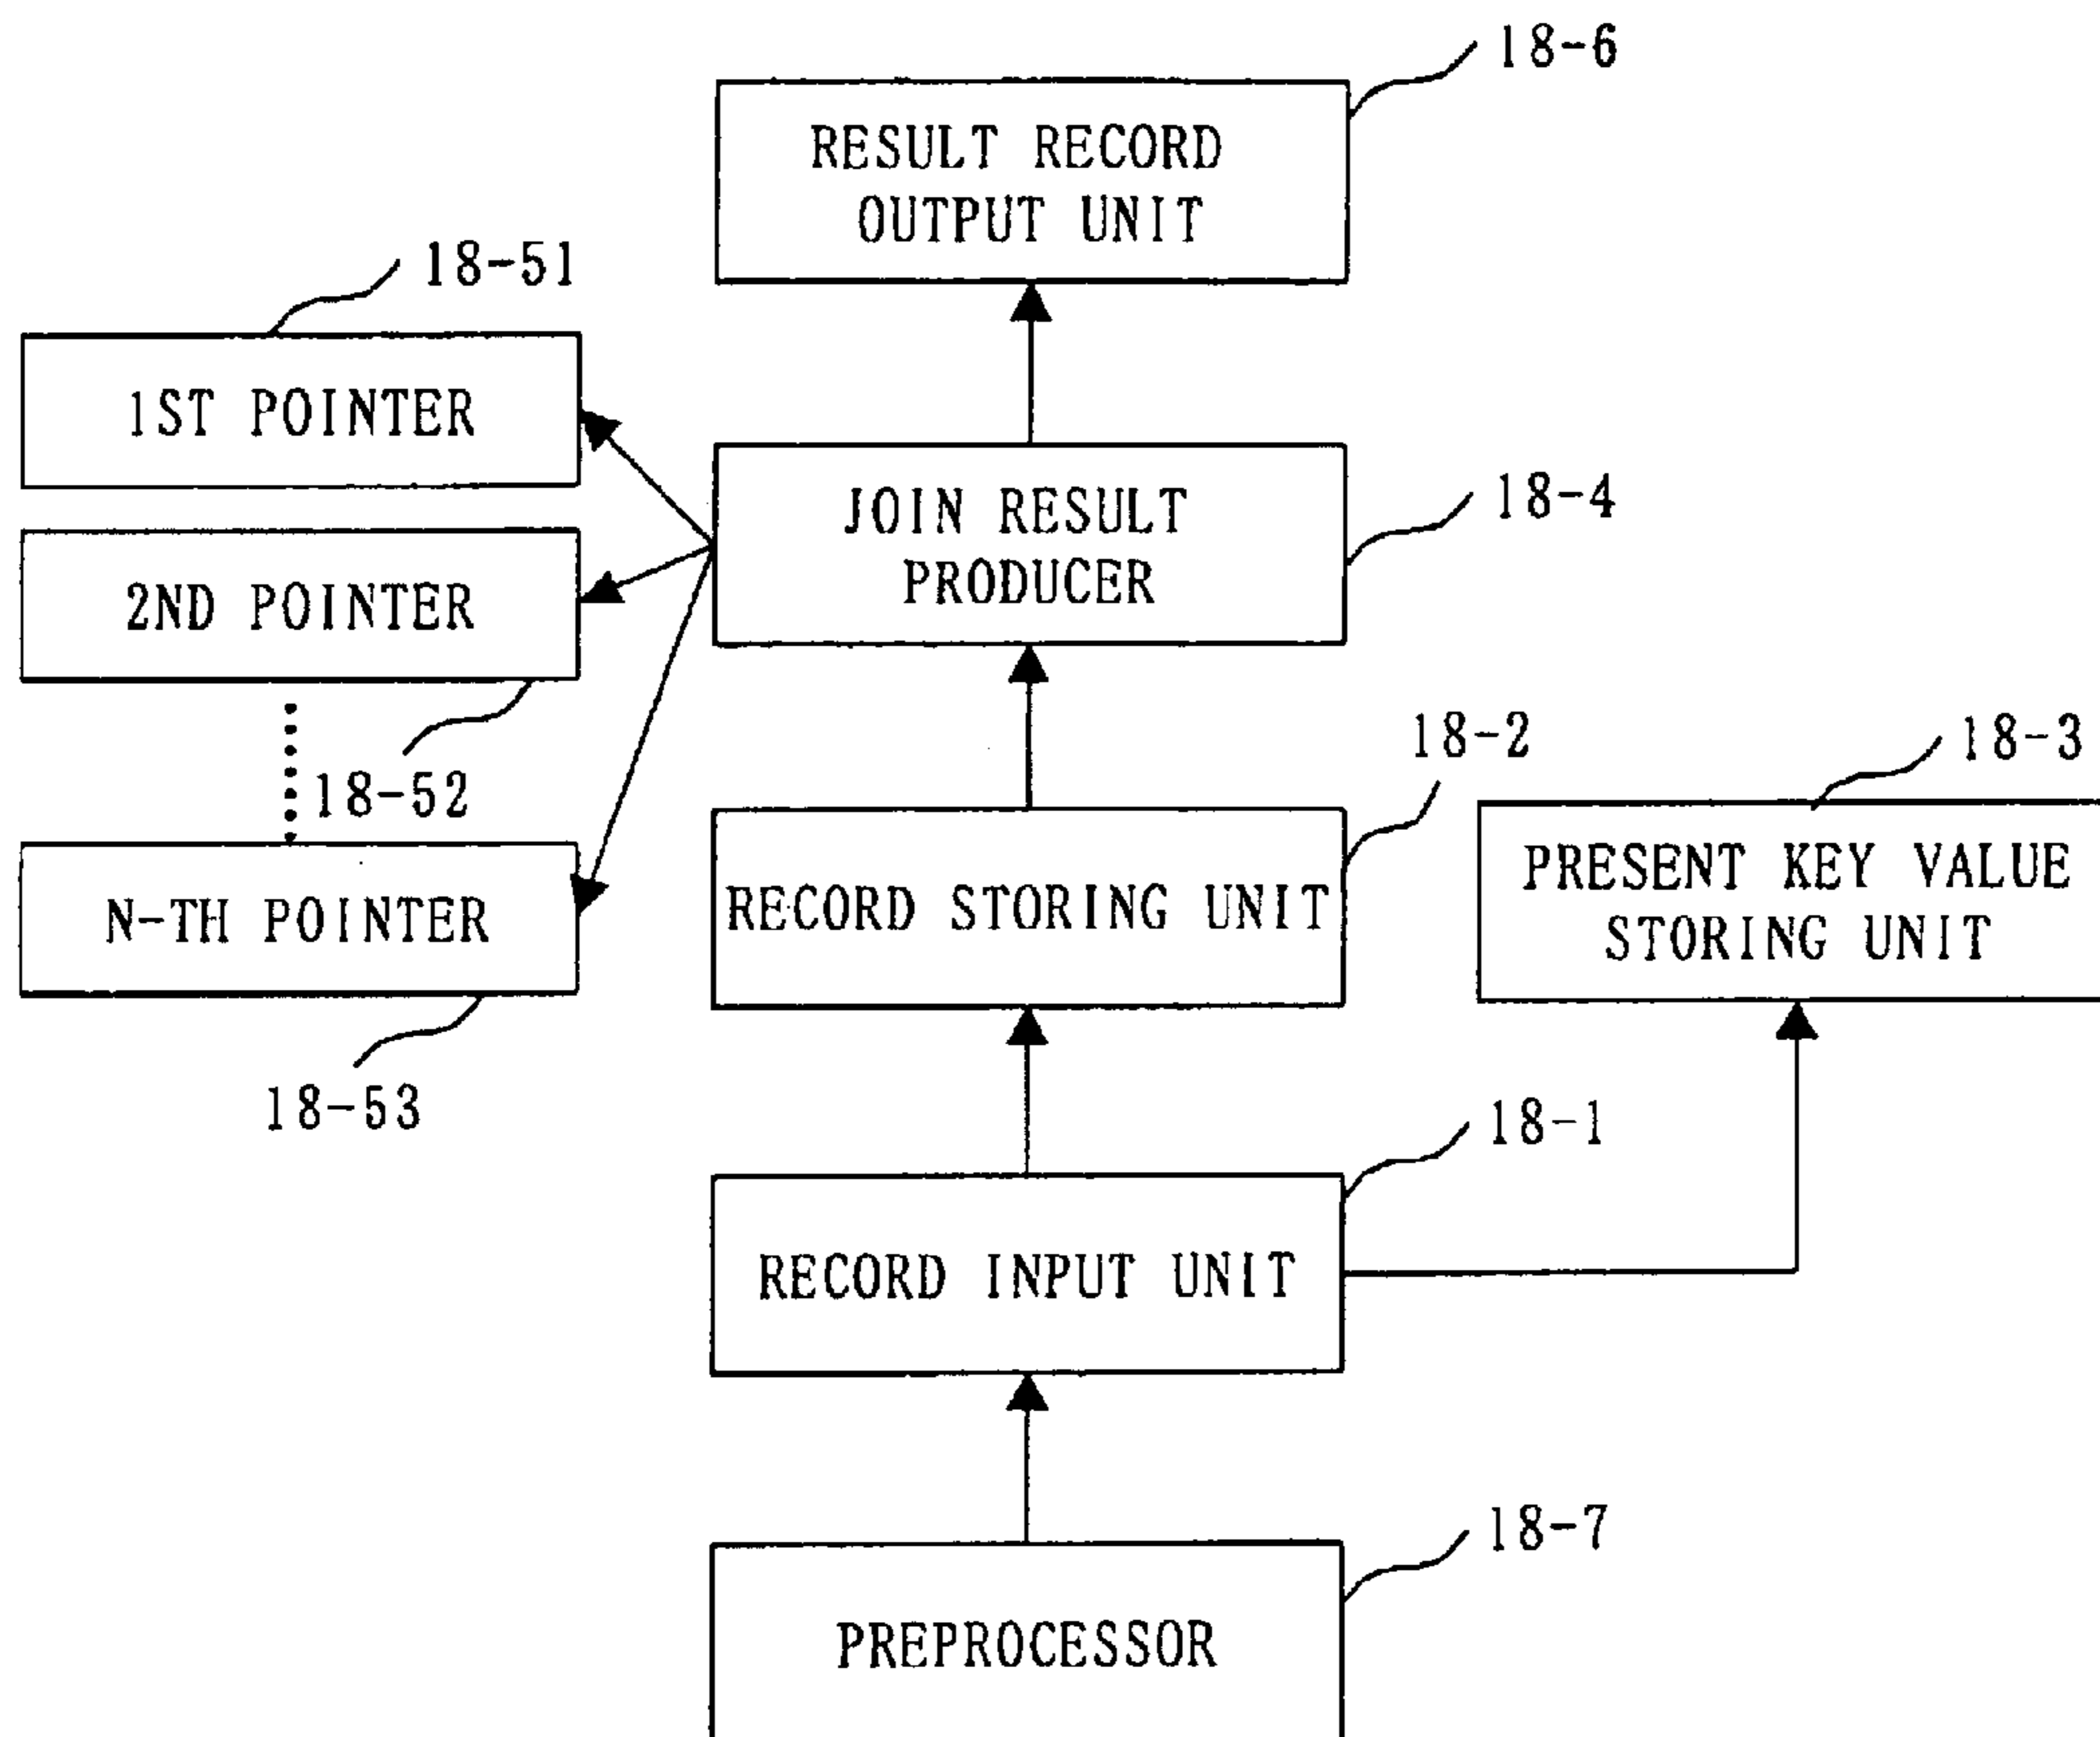 18-6
RESULT RECORD
OUTPUT UNIT
18-51
1ST POINTER
18-4
JOIN RESULT
PRODUCER
2ND POINTER
18-52
18-2
18-3
N-TH POINTER
RECORD STORING UNIT
PRESENT KEY VALUE
STORING UNIT
18-53
18-1
RECORD INPUT UNIT
18-7
PREPROCESSOR